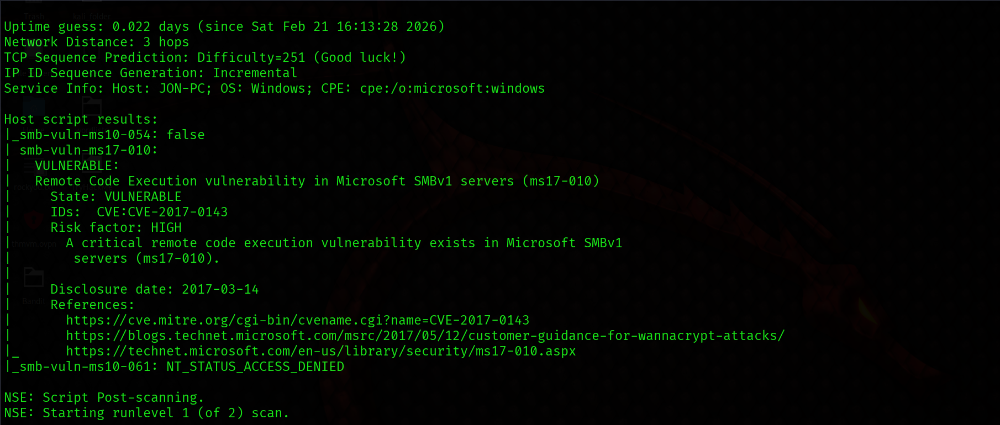 Trash
kali_folder
Uptime guess: 0.022 days (since Sat Feb 21 16:13:28 2026)
Network Distance: 3 hops
TCP Sequence Prediction: Difficulty=251 (Good luck!)
IP ID Sequence Generation: Incremental
Service Info: Host: JON-PC; OS: Windows; CPE: cpe:/o:microsoft:windows
Host script results:
|_smb-vuln-ms10-054: false
| smb-vuln-ms17-010:
|   VULNERABLE:
|   Remote Code Execution vulnerability in Microsoft SMBv1 servers (ms17-010)
|     State: VULNERABLE
|     IDs:  CVE:CVE-2017-0143
|     Risk factor: HIGH
|       A critical remote code execution vulnerability exists in Microsoft SMBv1
|        servers (ms17-010).
|
|     Disclosure date: 2017-03-14
|     References:
|       https://cve.mitre.org/cgi-bin/cvename.cgi?name=CVE-2017-0143
|       https://blogs.technet.microsoft.com/msrc/2017/05/12/customer-guidance-for-wannacrypt-attacks/
|_      https://technet.microsoft.com/en-us/library/security/ms17-010.aspx
|_smb-vuln-ms10-061: NT_STATUS_ACCESS_DENIED
NSE: Script Post-scanning.
NSE: Starting runlevel 1 (of 2) scan.
thmvm.ovpn
Bandit